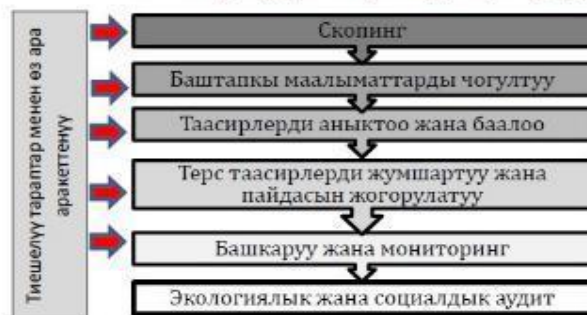 Тиешелүү тараптар менен өз ара
аракеттенүү
Скопинг
Баштапкы маалыматтарды чогултуу
Таасирлерди аныктоо жана баалоо
Терс таасирлерди жумшартуу жана
пайдасын жогорулатуу
Башкаруу жана мониторинг
Экологиялык жана социалдык аудит